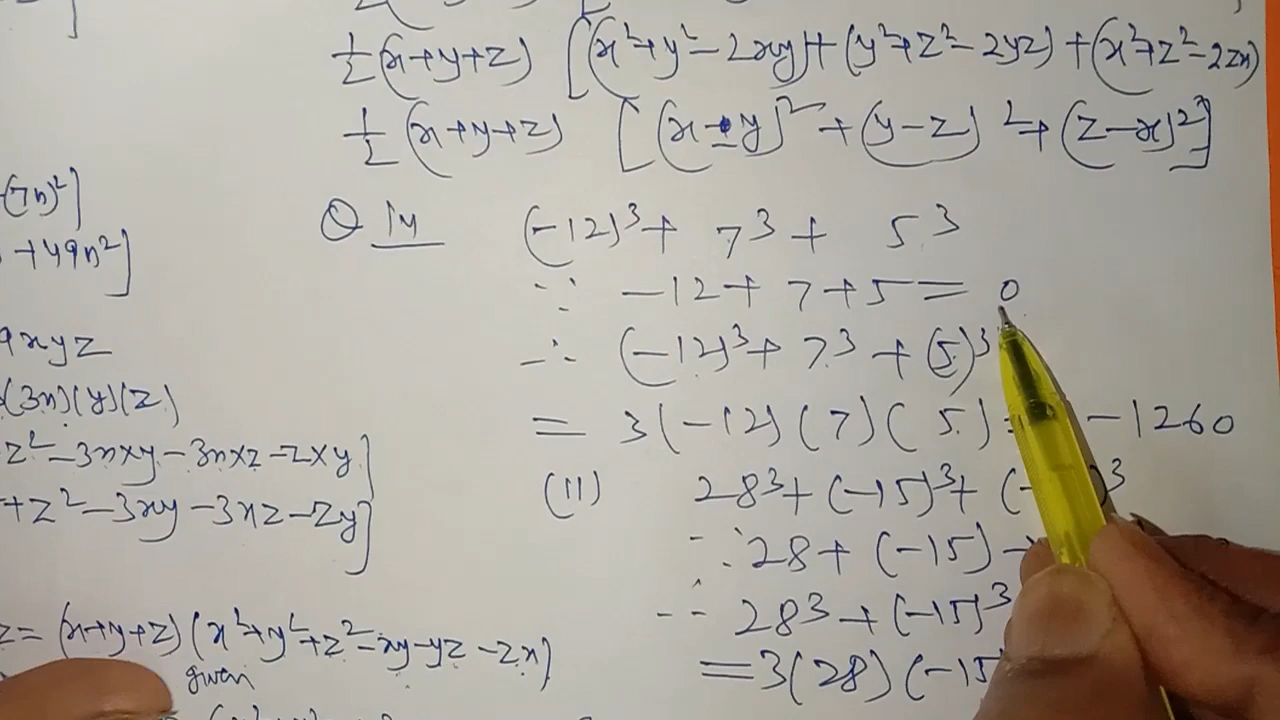 ½(x+y+z) [(x²+y²-2xy)+(y²+z²-2yz)+(x²+z²-2zx)
½(x+y+z) [(x-y)²+(y-z)²+(z-x)²]
(7x)²]
+49x²]
Q 14 (-12)³+ 7³+ 5³
∵ -12+7+5= 0
∴ (-12)³+7³+(5)³
= 3(-12)(7)(5) -1260
9xyz
(3x)(y)(z)
z²-3xxy-3xxz-zxy]
+z²-3xy-3xz-zy]
(II) 28³+(-15)³+(- )³
∵ 28+(-15)
∴ 28³+(-15)³
=3(28)(-15
z=(x+y+z)(x²+y²+z²-xy-yz-zx)
given